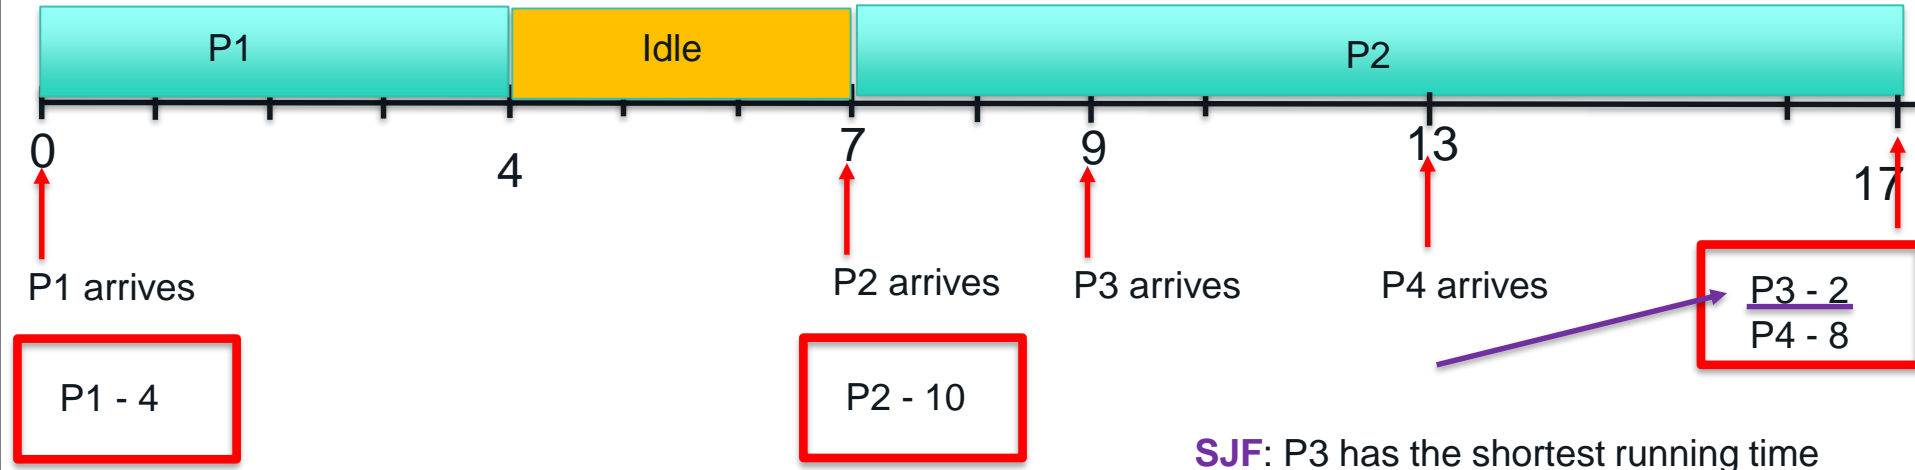 P1
Idle
P2
0
4
7
9
13
17
P1 arrives
P2 arrives
P3 arrives
P4 arrives
P3 - 2
P4 - 8
P1 - 4
P2 - 10
SJF: P3 has the shortest running time